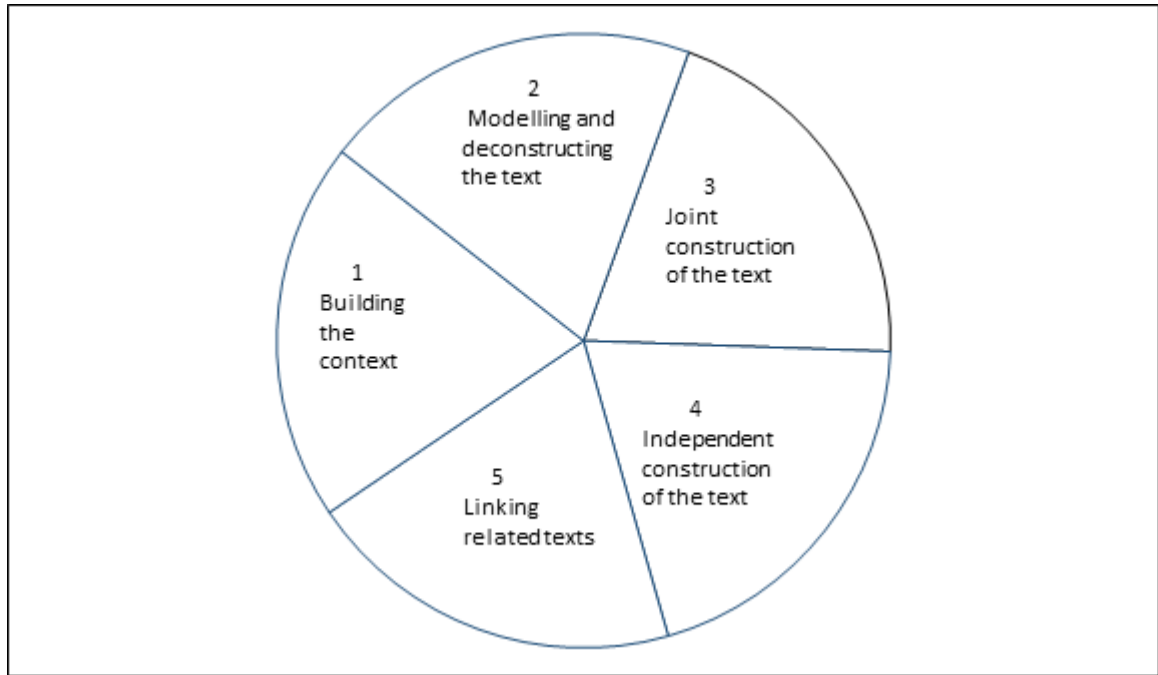 1
Building
the
context
2
Modelling and
deconstructing
the text
3
Joint
construction
of the text
4
Independent
construction
of the text
5
Linking
related texts